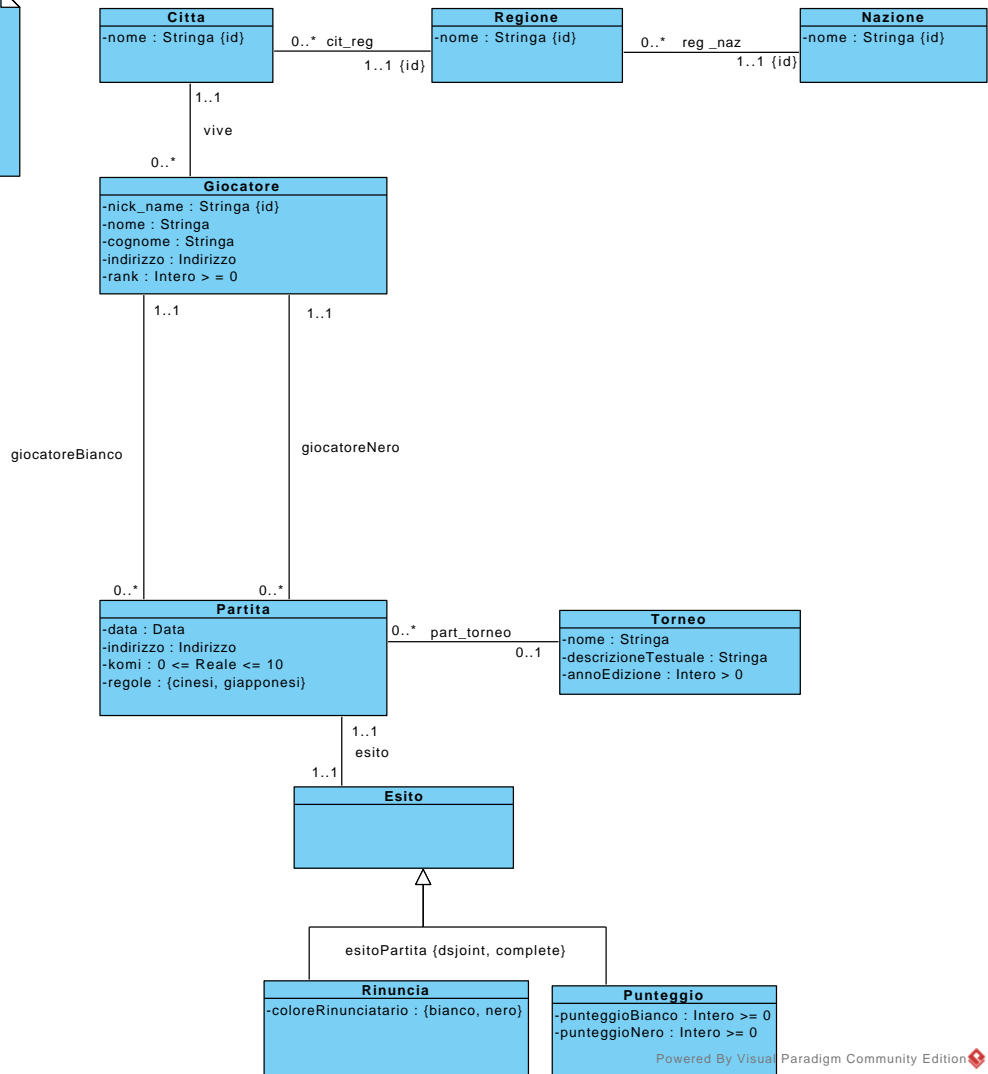 Citta
-nome : Stringa {id}
0..* cit_reg
1..1 {id}
Regione
-nome : Stringa {id}
0..* reg _naz
1..1 {id}
Nazione
-nome : Stringa {id}
1..1
vive
0..*
Giocatore
-nick_name : Stringa {id}
-nome : Stringa
-cognome : Stringa
-indirizzo : Indirizzo
-rank : Intero > = 0
1..1
1..1
giocatoreBianco
giocatoreNero
0..*
0..*
Partita
-data : Data
-indirizzo : Indirizzo
-komi : 0 <= Reale <= 10
-regole : {cinesi, giapponesi}
0..* part_torneo
0..1
Torneo
-nome : Stringa
-descrizioneTestuale : Stringa
-annoEdizione : Intero > 0
1..1
esito
1..1
Esito
esitoPartita {dsjoint, complete}
Rinuncia
-coloreRinunciatario : {bianco, nero}
Punteggio
-punteggioBianco : Intero >= 0
-punteggioNero : Intero >= 0
Powered By Visual Paradigm Community Edition